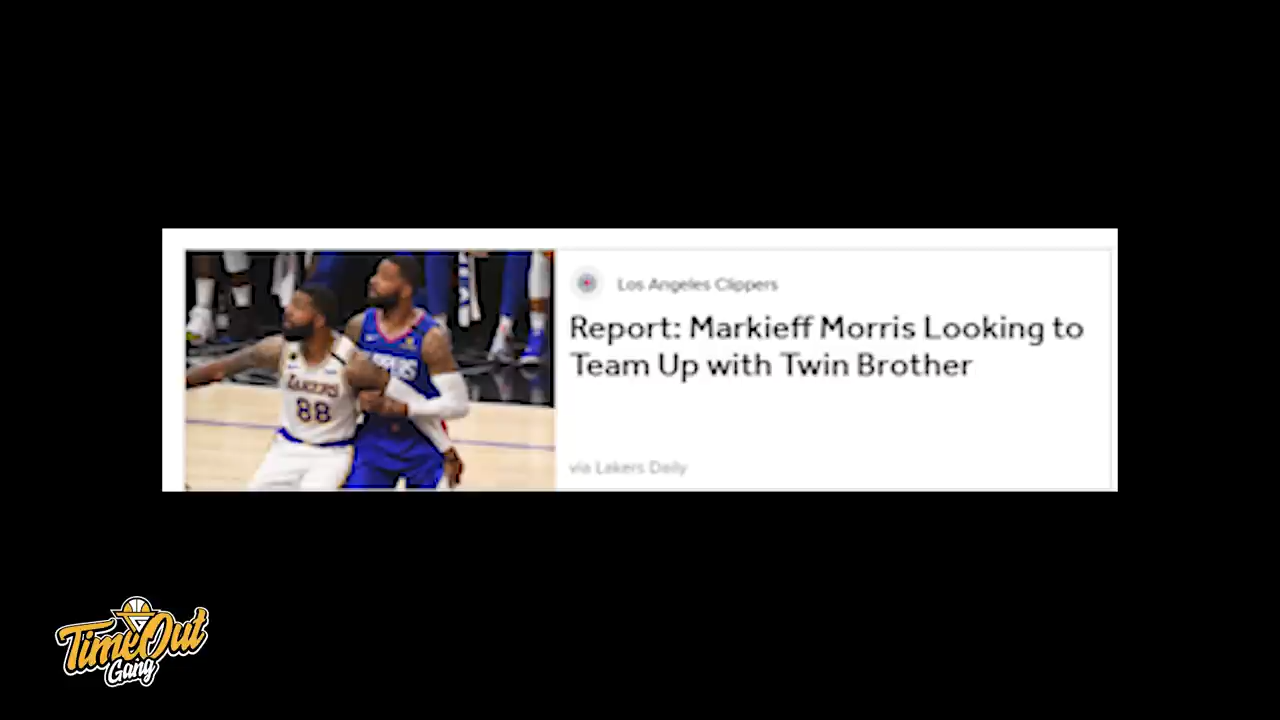 Los Angeles Clippers
Report: Markieff Morris Looking to
Team Up with Twin Brother
via Lakers Daily
LAKERS
88
TimeOut
Gang